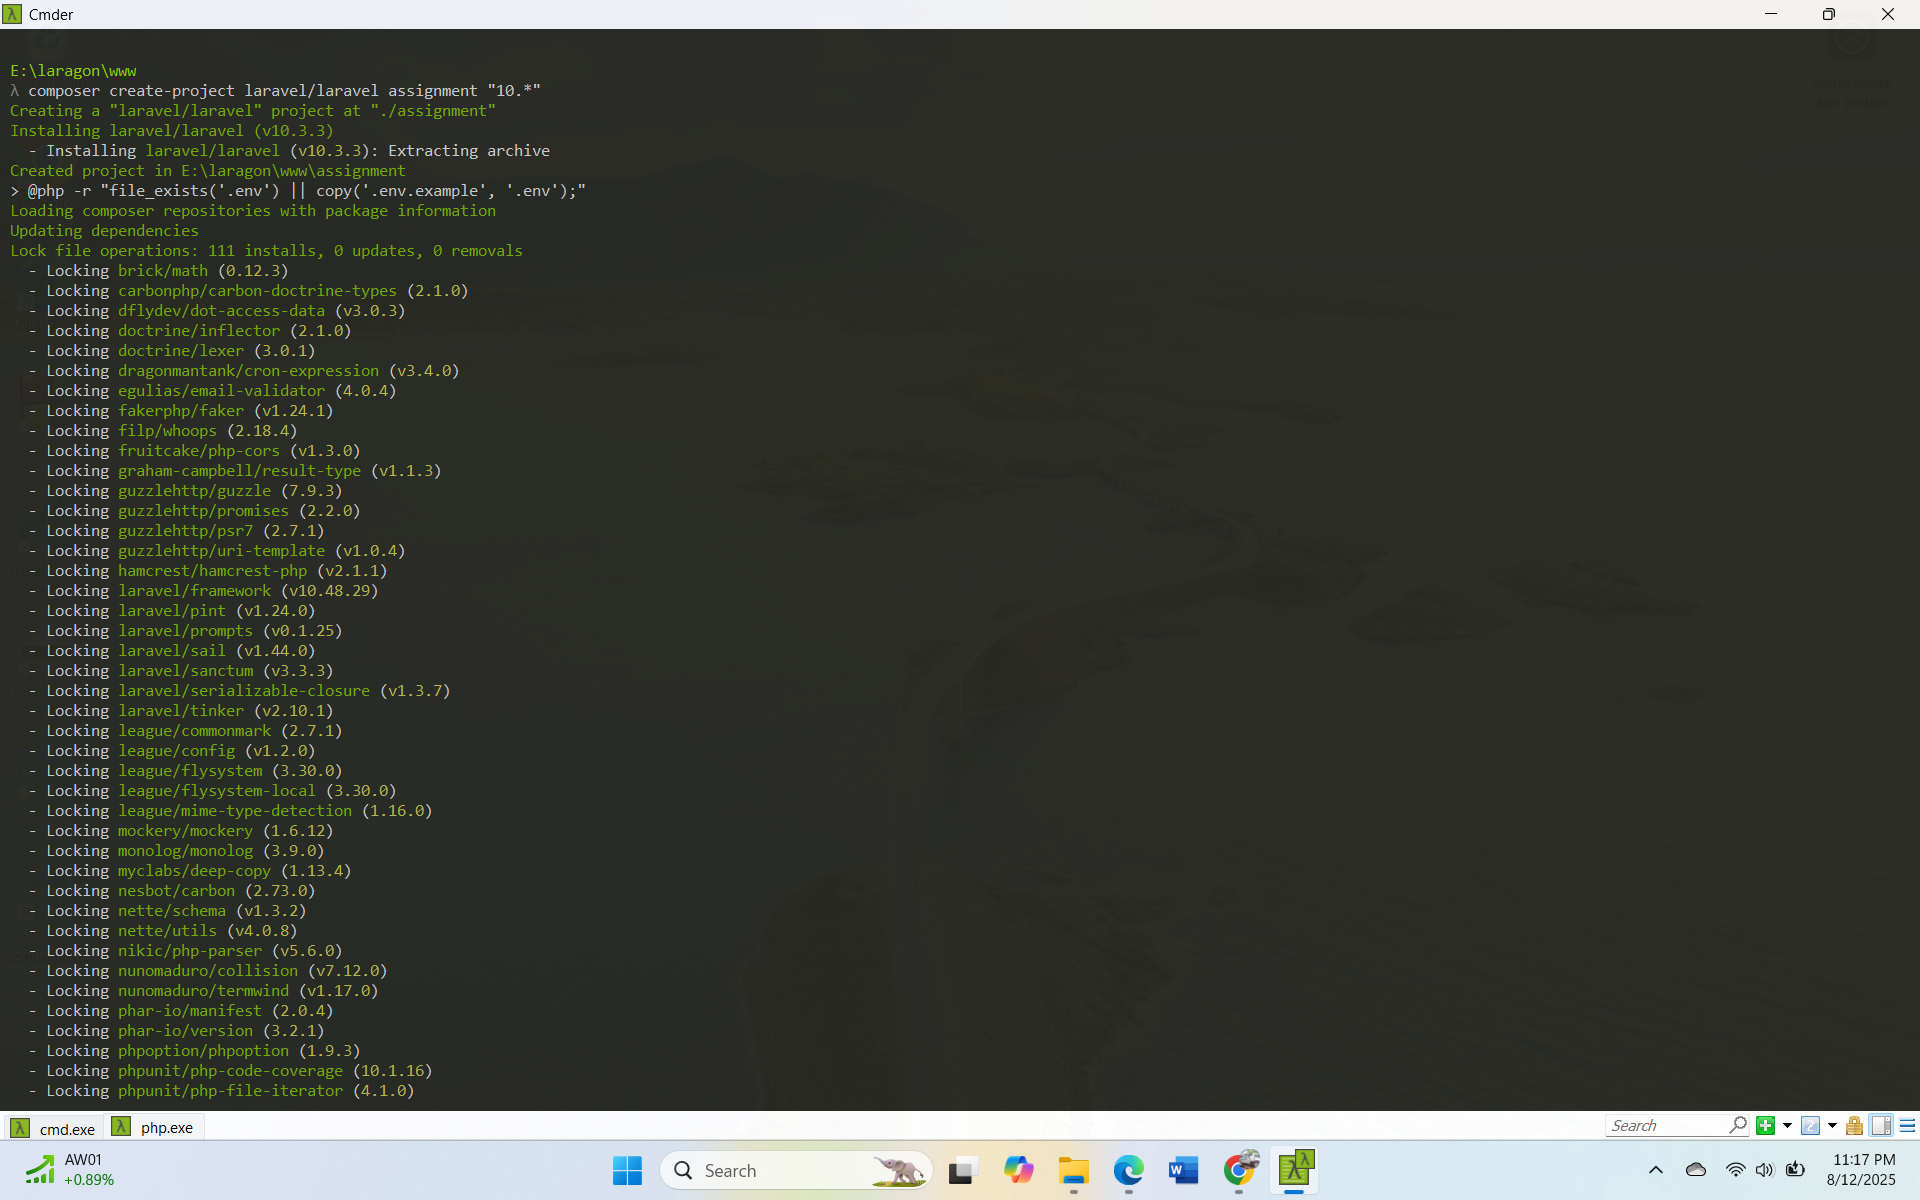 Cmder
E:\laragon\www
λ composer create-project laravel/laravel assignment "10.*"
Creating a "laravel/laravel" project at "./assignment"
Installing laravel/laravel (v10.3.3)
  - Installing laravel/laravel (v10.3.3): Extracting archive
Created project in E:\laragon\www\assignment
> @php -r "file_exists('.env') || copy('.env.example', '.env');"
Loading composer repositories with package information
Updating dependencies
Lock file operations: 111 installs, 0 updates, 0 removals
  - Locking brick/math (0.12.3)
  - Locking carbonphp/carbon-doctrine-types (2.1.0)
  - Locking dflydev/dot-access-data (v3.0.3)
  - Locking doctrine/inflector (2.1.0)
  - Locking doctrine/lexer (3.0.1)
  - Locking dragonmantank/cron-expression (v3.4.0)
  - Locking egulias/email-validator (4.0.4)
  - Locking fakerphp/faker (v1.24.1)
  - Locking filp/whoops (2.18.4)
  - Locking fruitcake/php-cors (v1.3.0)
  - Locking graham-campbell/result-type (v1.1.3)
  - Locking guzzlehttp/guzzle (7.9.3)
  - Locking guzzlehttp/promises (2.2.0)
  - Locking guzzlehttp/psr7 (2.7.1)
  - Locking guzzlehttp/uri-template (v1.0.4)
  - Locking hamcrest/hamcrest-php (v2.1.1)
  - Locking laravel/framework (v10.48.29)
  - Locking laravel/pint (v1.24.0)
  - Locking laravel/prompts (v0.1.25)
  - Locking laravel/sail (v1.44.0)
  - Locking laravel/sanctum (v3.3.3)
  - Locking laravel/serializable-closure (v1.3.7)
  - Locking laravel/tinker (v2.10.1)
  - Locking league/commonmark (2.7.1)
  - Locking league/config (v1.2.0)
  - Locking league/flysystem (3.30.0)
  - Locking league/flysystem-local (3.30.0)
  - Locking league/mime-type-detection (1.16.0)
  - Locking mockery/mockery (1.6.12)
  - Locking monolog/monolog (3.9.0)
  - Locking myclabs/deep-copy (1.13.4)
  - Locking nesbot/carbon (2.73.0)
  - Locking nette/schema (v1.3.2)
  - Locking nette/utils (v4.0.8)
  - Locking nikic/php-parser (v5.6.0)
  - Locking nunomaduro/collision (v7.12.0)
  - Locking nunomaduro/termwind (v1.17.0)
  - Locking phar-io/manifest (2.0.4)
  - Locking phar-io/version (3.2.1)
  - Locking phpoption/phpoption (1.9.3)
  - Locking phpunit/php-code-coverage (10.1.16)
  - Locking phpunit/php-file-iterator (4.1.0)
cmd.exe php.exe Search
AW01
+0.89%
Search
11:17 PM
8/12/2025